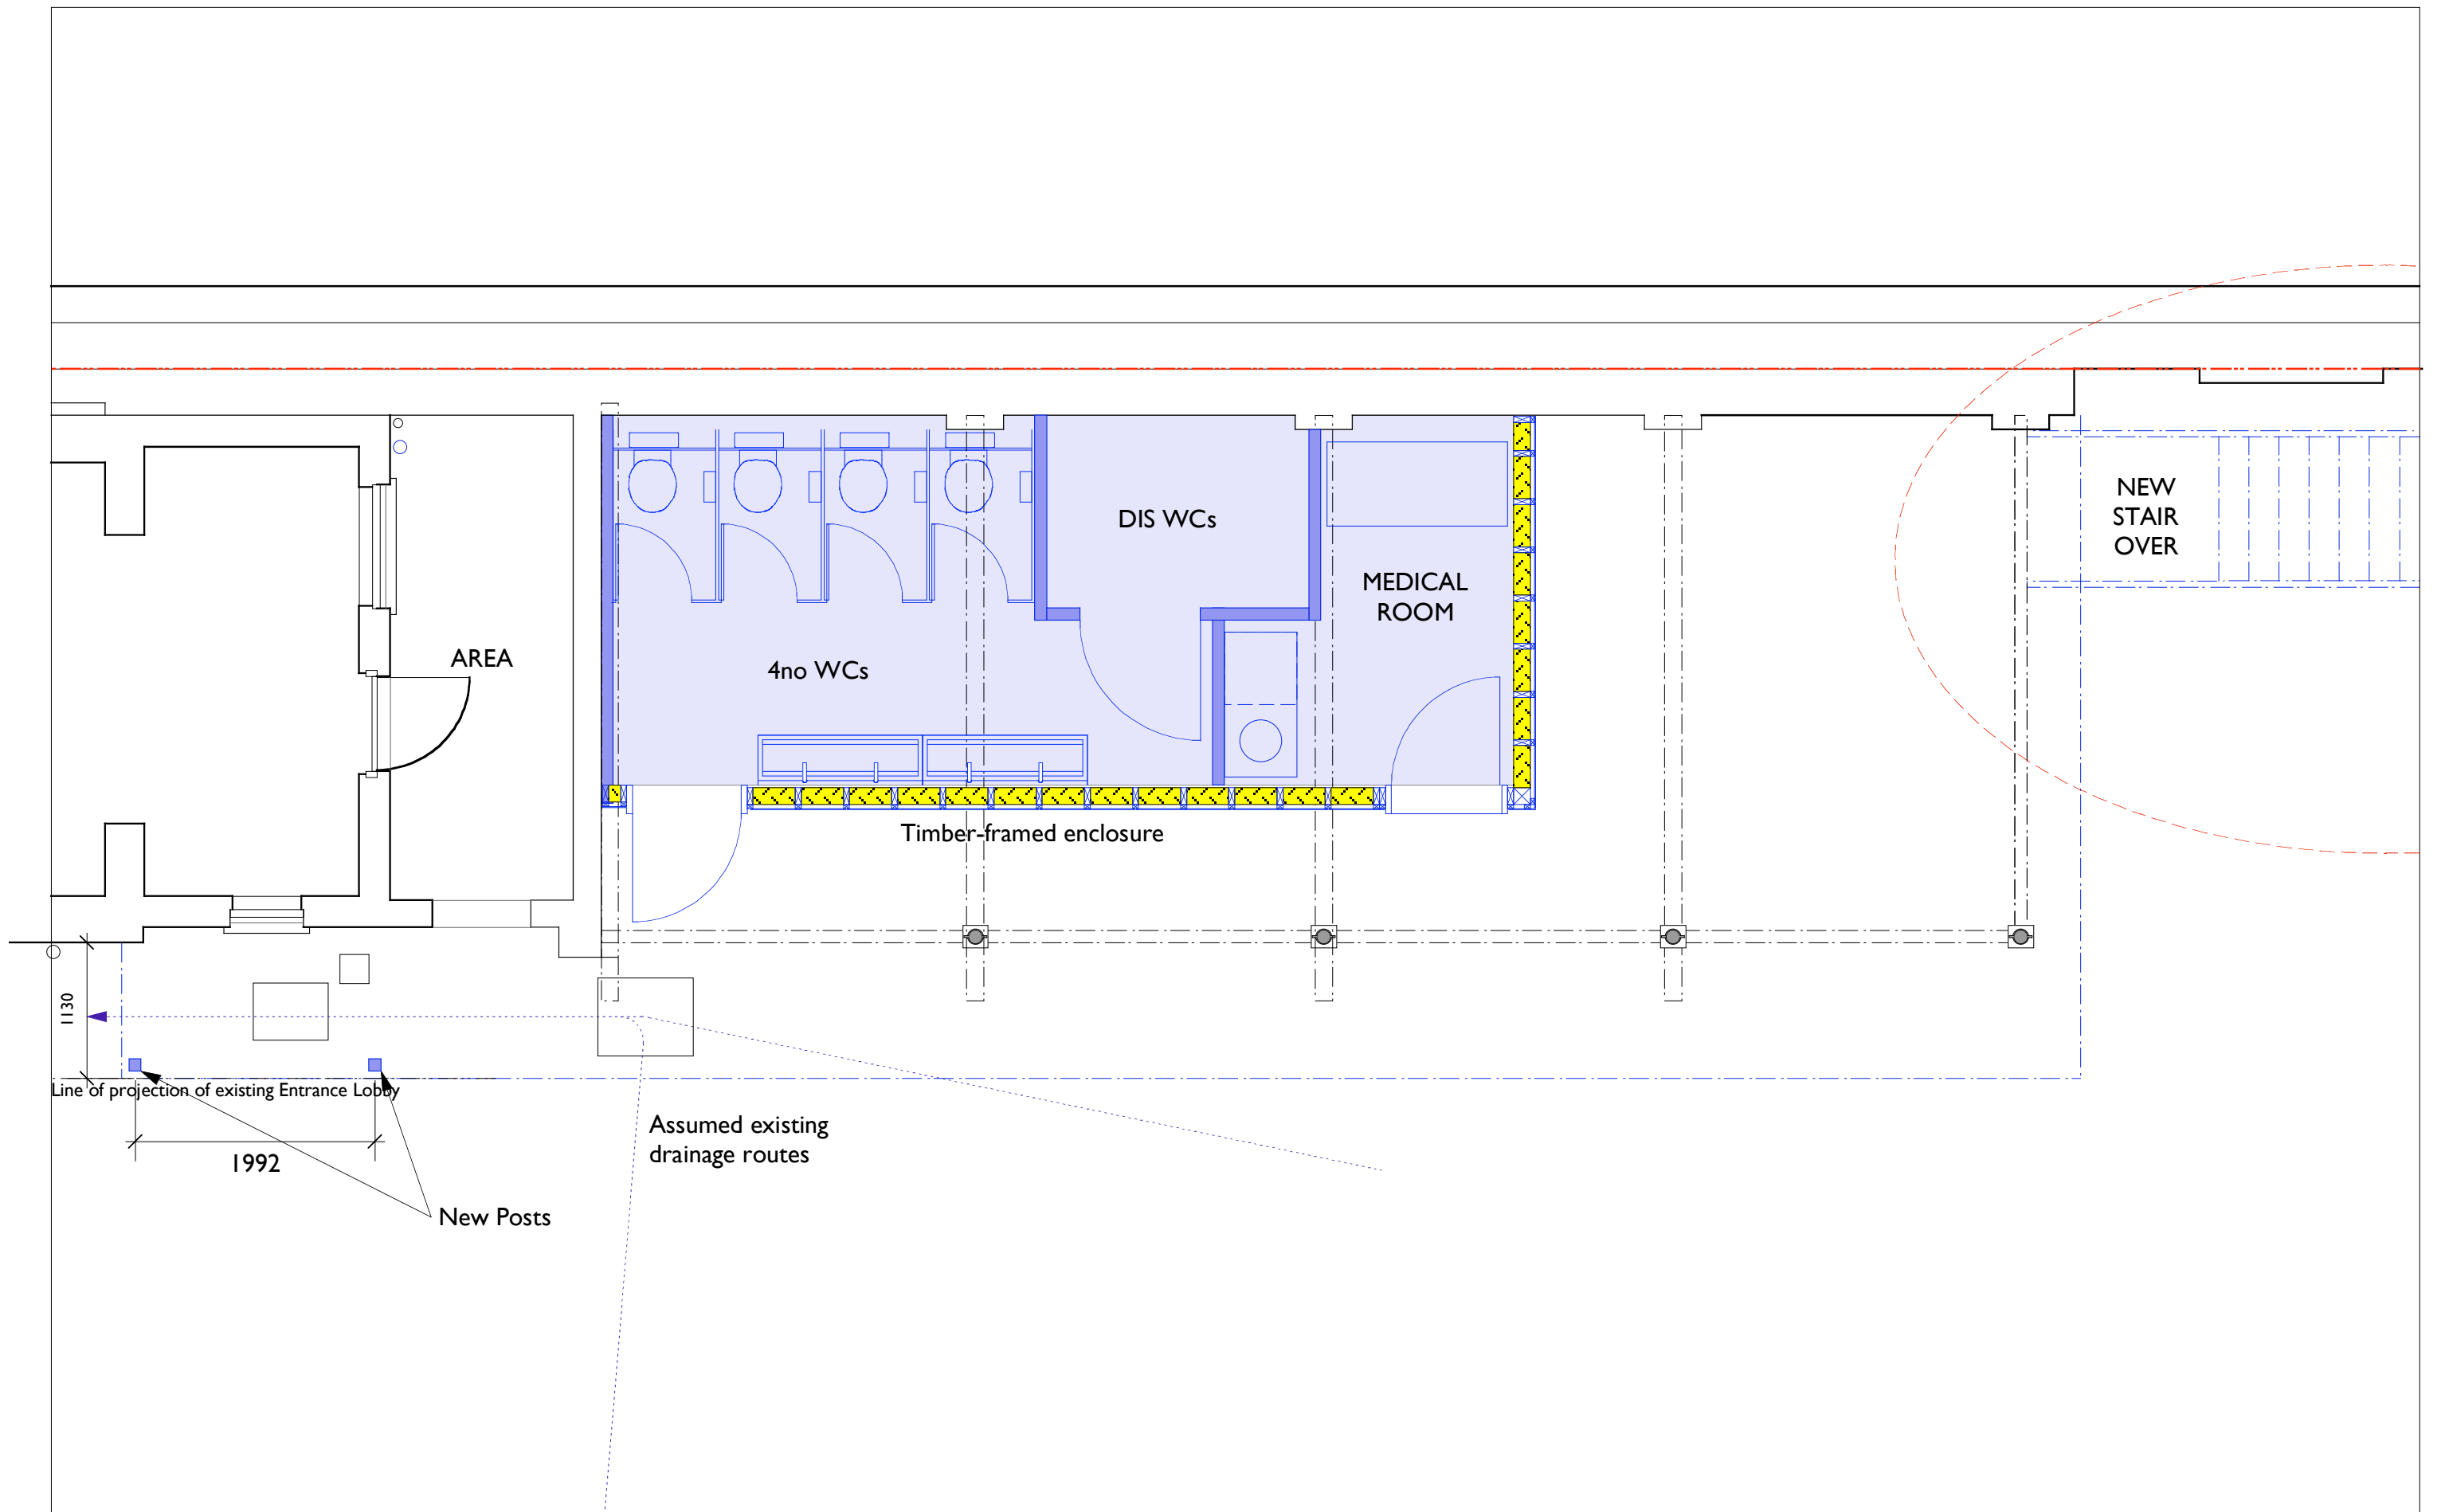 NEW
STAIR
OVER
DIS WCs
MEDICAL
ROOM
AREA
4no WCs
Timber-framed enclosure
1130
Line of projection of existing Entrance Lobby
Assumed existing
drainage routes
1992
New Posts